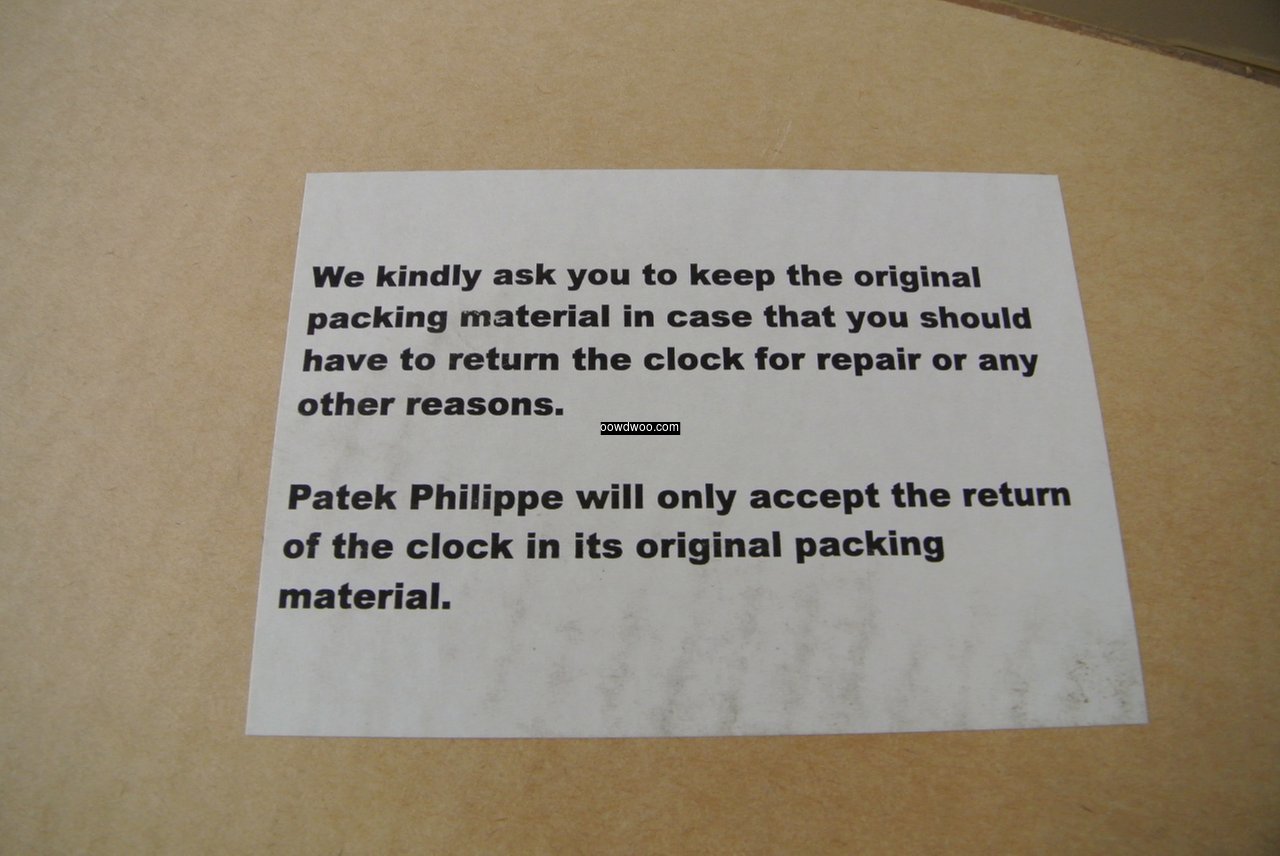 We kindly ask you to keep the original
packing material in case that you should
have to return the clock for repair or any
other reasons.
oowdwoo.com
Patek Philippe will only accept the return
of the clock in its original packing
material.